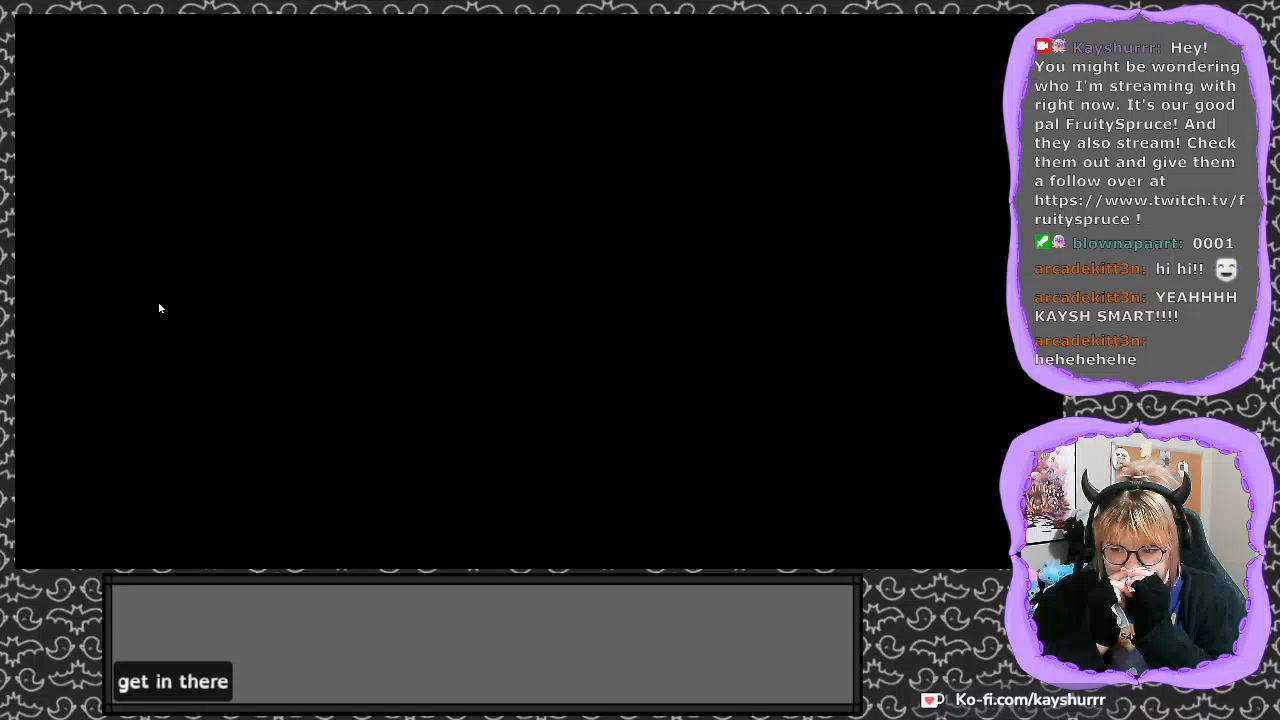 Kayshurrr: Hey!
You might be wondering
who I'm streaming with
right now. It's our good
pal FruitySpruce! And
they also stream! Check
them out and give them
a follow over at
https://www.twitch.tv/f
ruityspruce !
blownapaart: 0001
arcadekitt3n: hi hi!!
arcadekitt3n: YEAHHHH
KAYSH SMART!!!!
arcadekitt3n:
hehehehehe
get in there
Ko-fi.com/kayshurrr